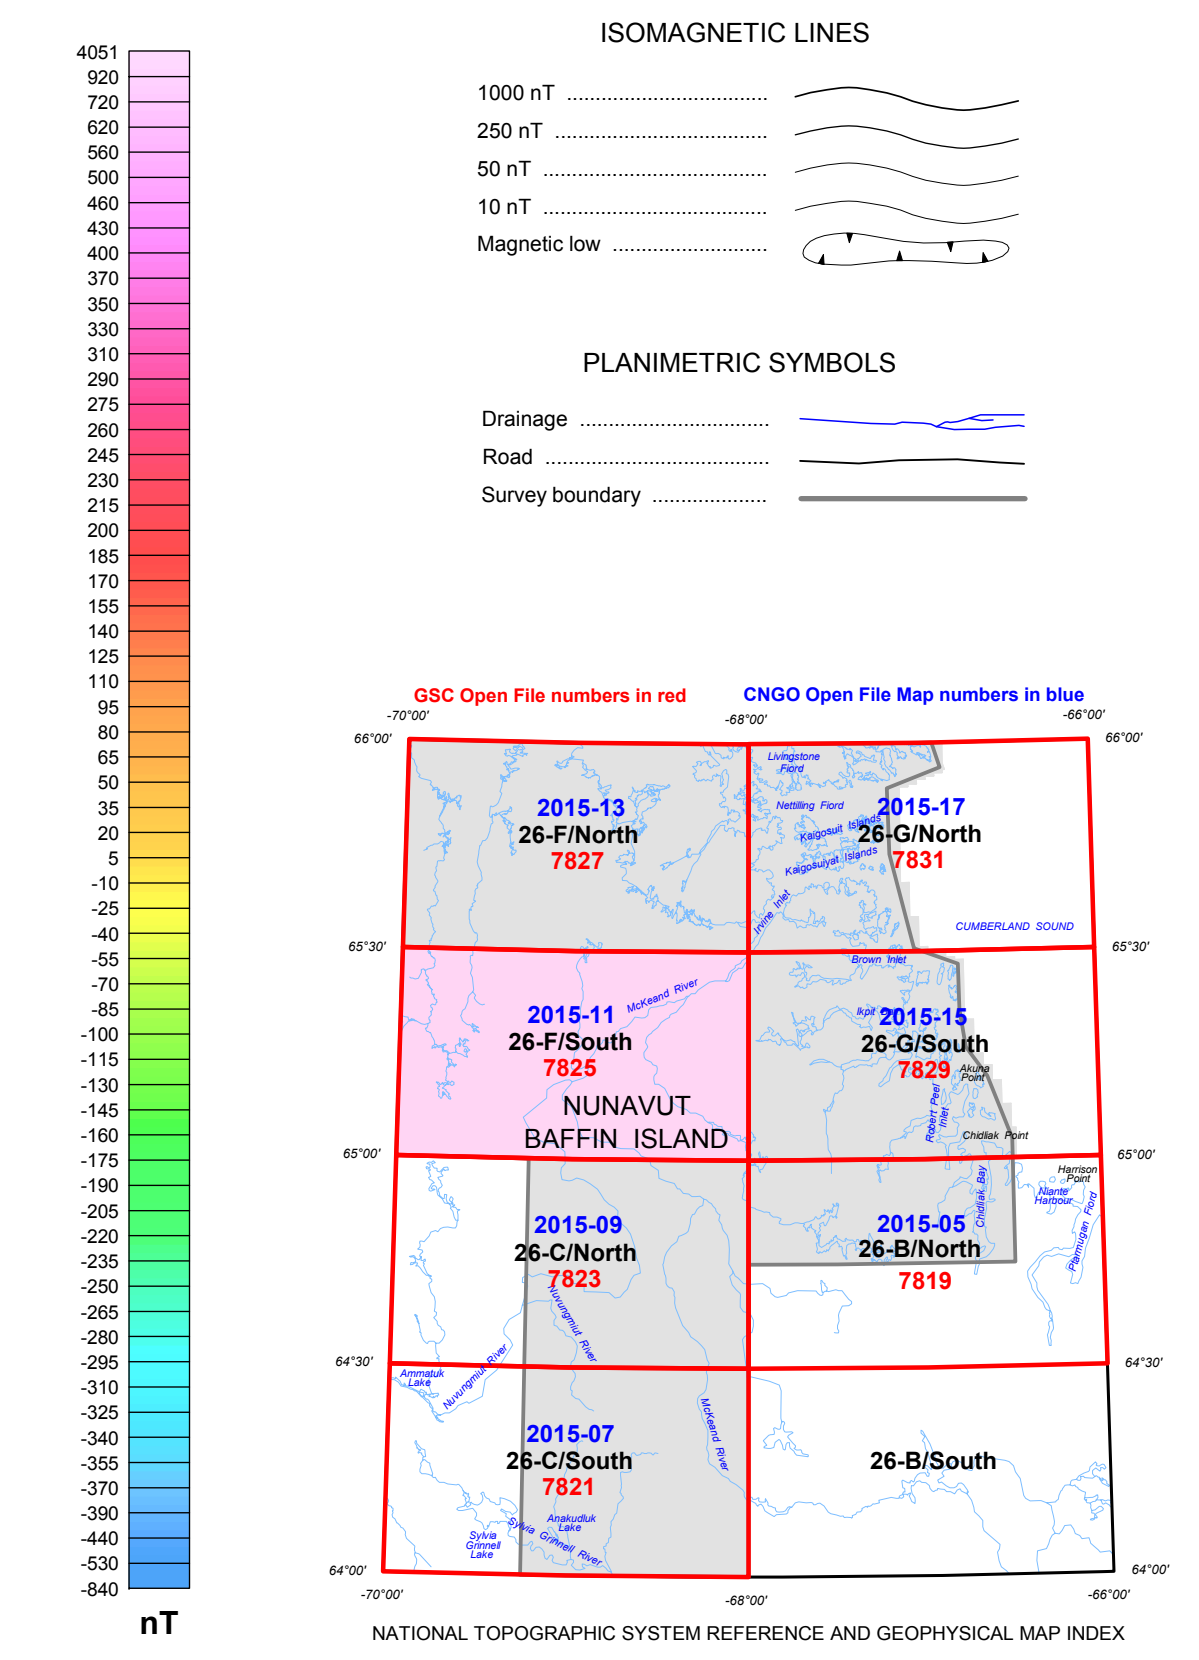 ISOMAGNETIC LINES
1000 nT
250 nT
50 nT
10 nT
Magnetic low
PLANIMETRIC SYMBOLS
Drainage
Road
Survey boundary
4051
920
720
620
560
500
460
430
400
370
350
330
310
290
275
260
245
230
215
200
185
170
155
140
125
110
95
80
65
50
35
20
5
-10
-25
-40
-55
-70
-85
-100
-115
-130
-145
-160
-175
-190
-205
-220
-235
-250
-265
-280
-295
-310
-325
-340
-355
-370
-390
-440
-530
-840
nT
GSC Open File numbers in red
CNGO Open File Map numbers in blue
-70°00'
-68°00'
-66°00'
66°00'
66°00'
Livingstone
Fiord
2015-13
26-F/North
7827
Nettilling Fiord
2015-17
Kaigosuit Islands
26-G/North
7831
Kaigosuiyat Islands
Irvine Inlet
CUMBERLAND SOUND
65°30'
65°30'
Brown Inlet
McKeand River
2015-11
26-F/South
7825
Ikpit
2015-15
26-G/South
7829
Akuna
Point
Robert Peel
Inlet
NUNAVUT
BAFFIN ISLAND
Chidliak Point
65°00'
65°00'
Harrison
Point
Niante
Harbour
Chidliak Bay
Ptarmugan Fiord
2015-09
26-C/North
7823
2015-05
26-B/North
7819
Nuvungmiut River
Nuvungmiut River
64°30'
64°30'
Ammatuk
Lake
McKeand River
2015-07
26-C/South
7821
26-B/South
Anakudluk
Lake
Sylvia Grinnell River
Sylvia
Grinnell
Lake
64°00'
64°00'
-70°00'
-68°00'
-66°00'
NATIONAL TOPOGRAPHIC SYSTEM REFERENCE AND GEOPHYSICAL MAP INDEX